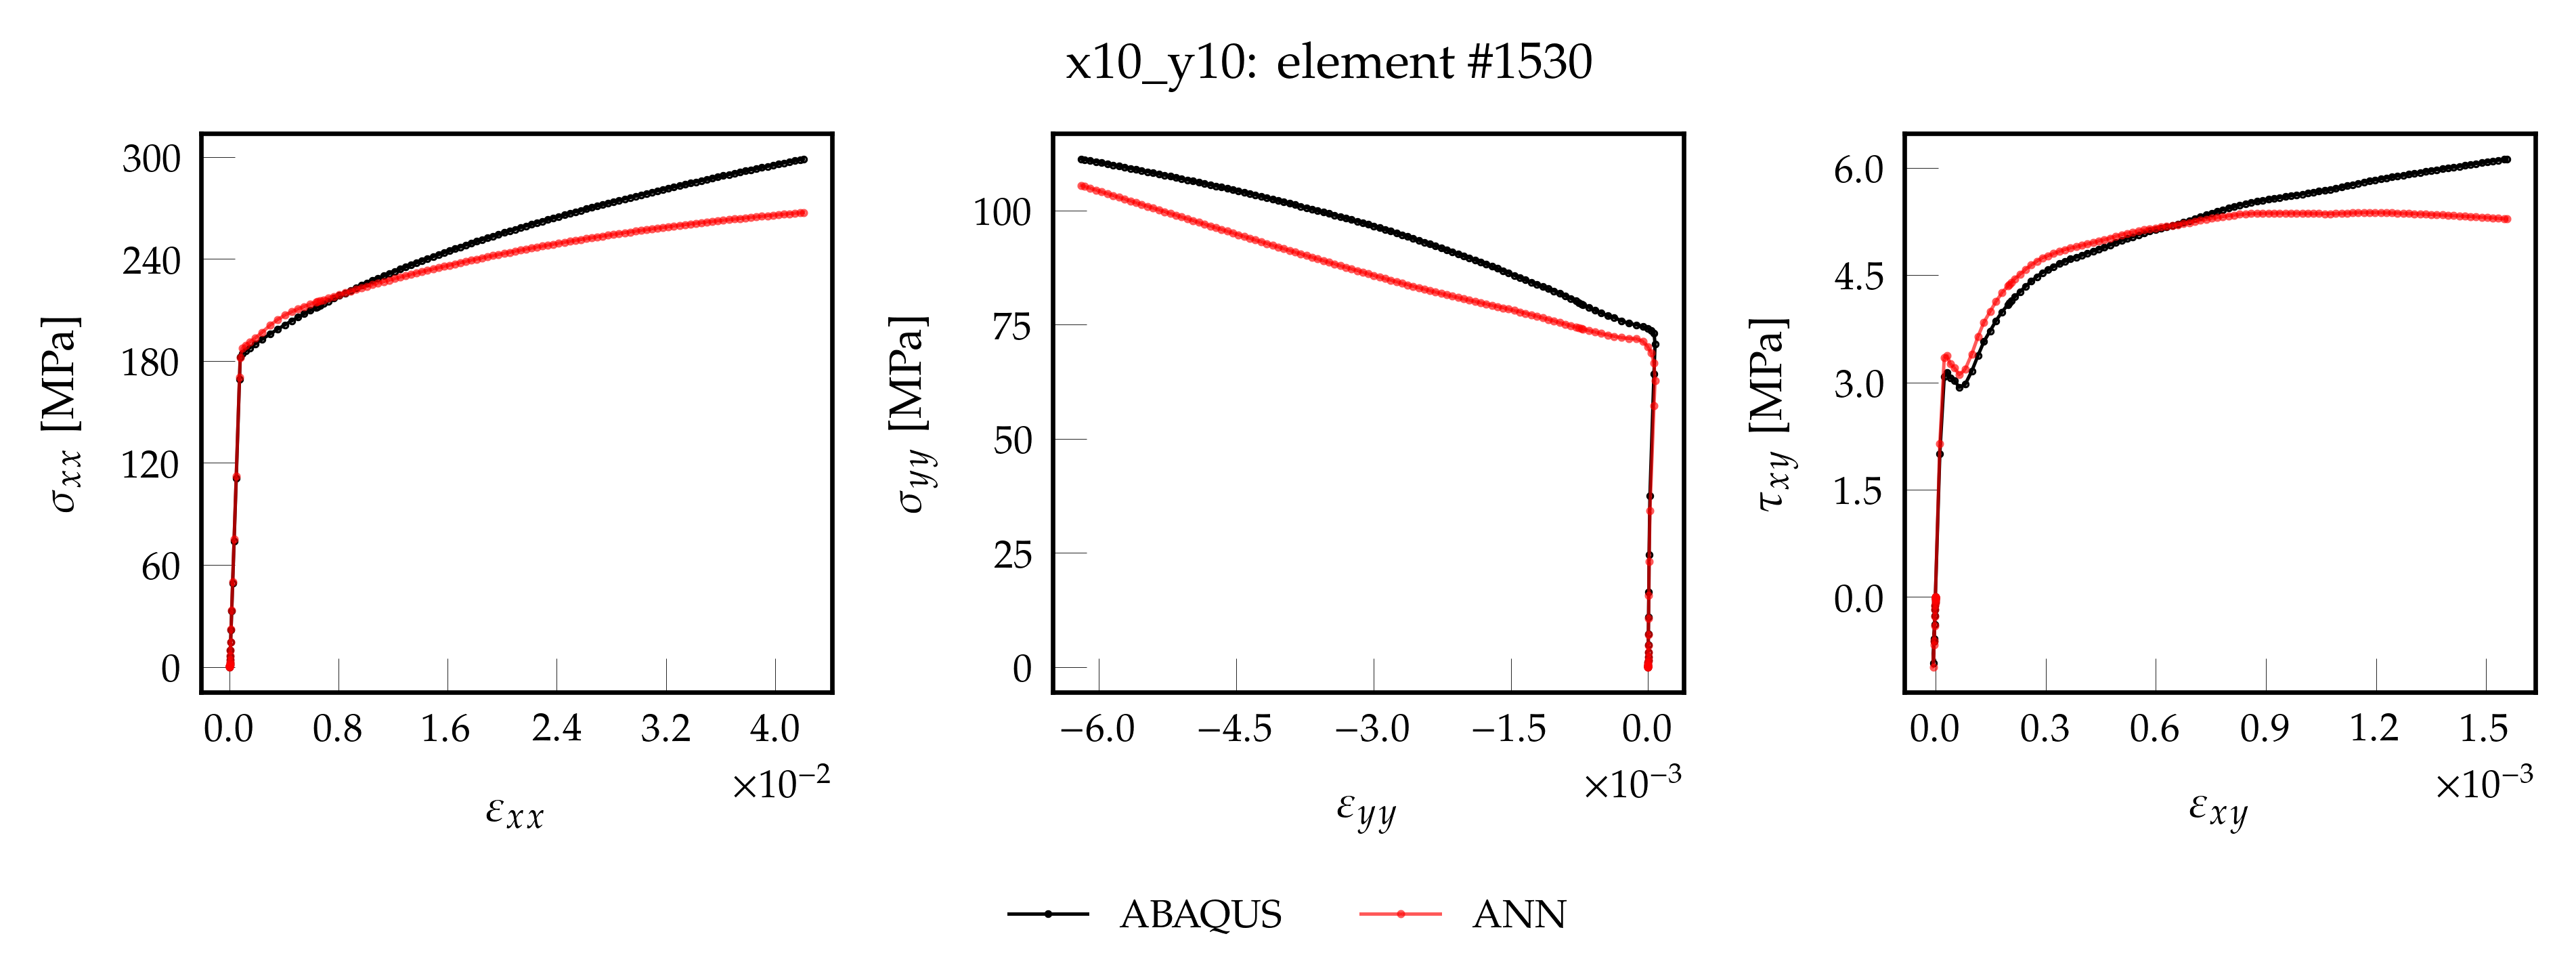 x10_y10: element #1530
σxx [MPa]
300
240
180
120
60
0
0.0 0.8 1.6 2.4 3.2 4.0
×10−2
εxx
σyy [MPa]
100
75
50
25
0
−6.0 −4.5 −3.0 −1.5 0.0
×10−3
εyy
τxy [MPa]
6.0
4.5
3.0
1.5
0.0
0.0 0.3 0.6 0.9 1.2 1.5
×10−3
εxy
ABAQUS ANN